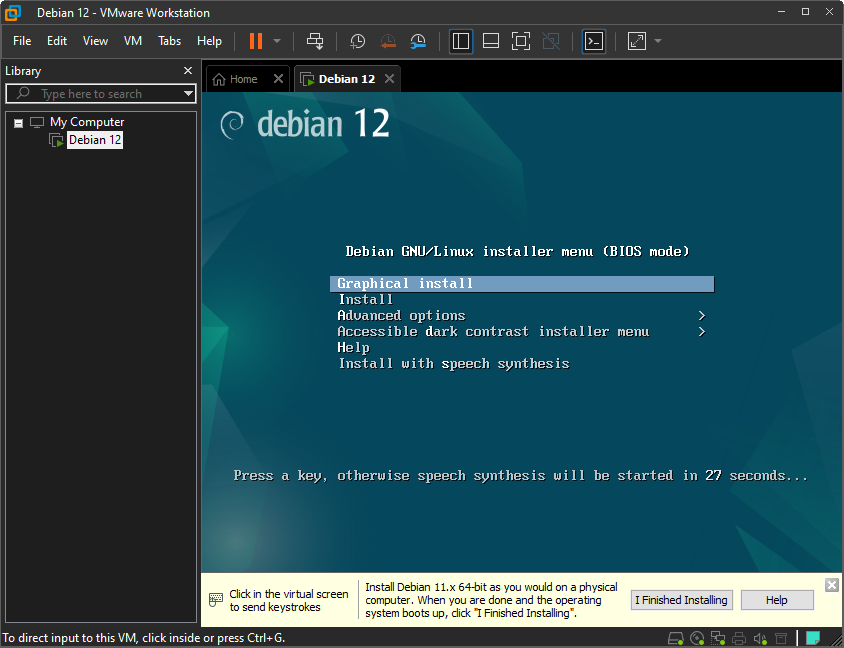 Debian 12 - VMware Workstation
File Edit View VM Tabs Help
Library
Type here to search
My Computer
Debian 12
Home
Debian 12
debian 12
Debian GNU/Linux installer menu (BIOS mode)
Graphical install
Install
Advanced options >
Accessible dark contrast installer menu >
Help
Install with speech synthesis
Press a key, otherwise speech synthesis will be started in 27 seconds...
Click in the virtual screen
to send keystrokes
Install Debian 11.x 64-bit as you would on a physical
computer. When you are done and the operating
system boots up, click "I Finished Installing".
I Finished Installing
Help
To direct input to this VM, click inside or press Ctrl+G.